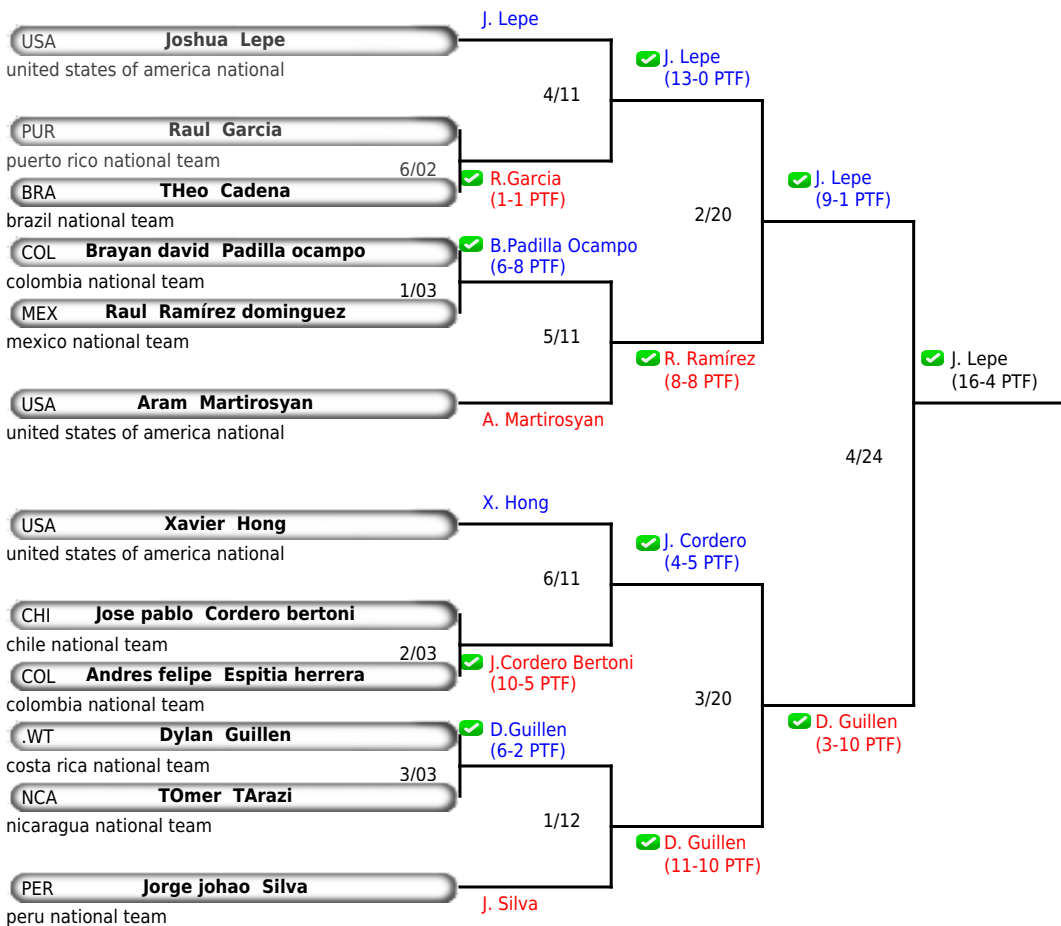 J. Lepe
USA Joshua Lepe
united states of america national
J. Lepe
(13-0 PTF)
4/11
PUR Raul Garcia
puerto rico national team
6/02
R.Garcia
(1-1 PTF)
BRA THeo Cadena
brazil national team
J. Lepe
(9-1 PTF)
2/20
COL Brayan david Padilla ocampo
colombia national team
B.Padilla Ocampo
(6-8 PTF)
1/03
MEX Raul Ramírez dominguez
mexico national team
5/11
R. Ramírez
(8-8 PTF)
J. Lepe
(16-4 PTF)
USA Aram Martirosyan
united states of america national
A. Martirosyan
4/24
X. Hong
USA Xavier Hong
united states of america national
J. Cordero
(4-5 PTF)
6/11
CHI Jose pablo Cordero bertoni
chile national team
2/03
J.Cordero Bertoni
(10-5 PTF)
COL Andres felipe Espitia herrera
colombia national team
3/20
D. Guillen
(3-10 PTF)
.WT Dylan Guillen
costa rica national team
D.Guillen
(6-2 PTF)
3/03
NCA TOmer TArazi
nicaragua national team
1/12
D. Guillen
(11-10 PTF)
PER Jorge johao Silva
peru national team
J. Silva